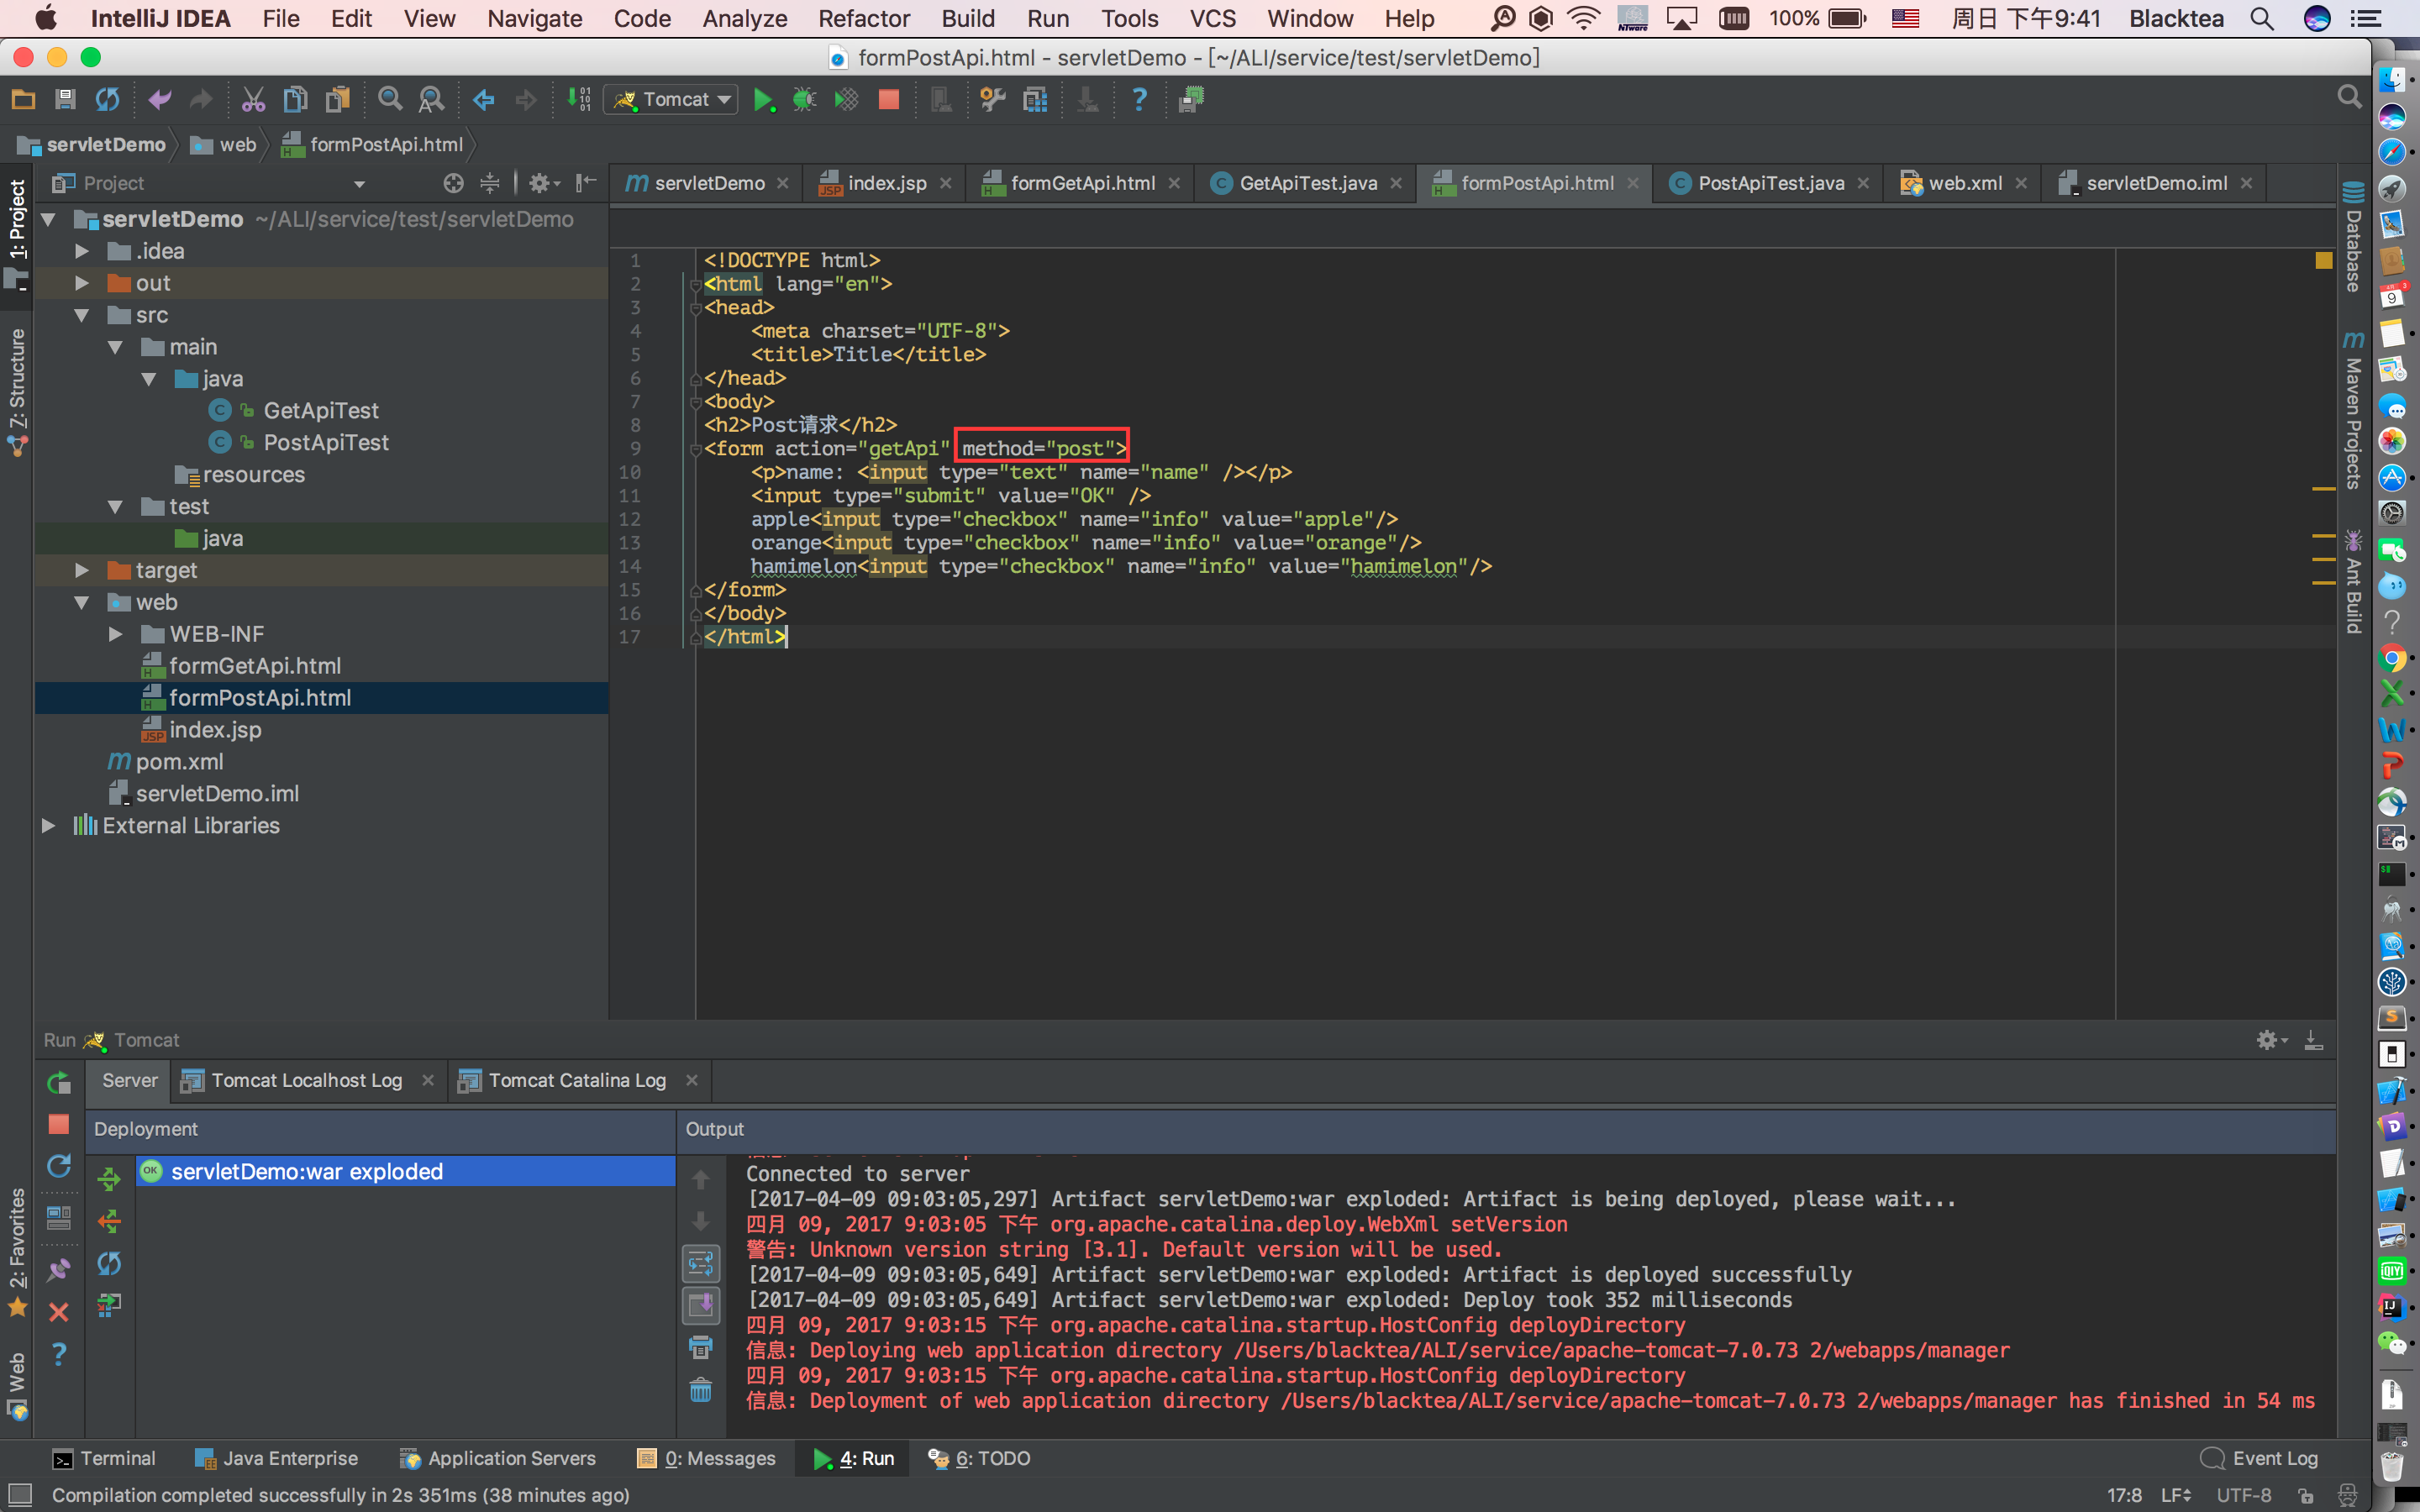 IntelliJ IDEA File Edit View Navigate Code Analyze Refactor Build Run Tools VCS Window Help 100% 周日 下午9:41 Blacktea
formPostApi.html - servletDemo - [~/ALI/service/test/servletDemo]
Tomcat
servletDemo web formPostApi.html
Project
servletDemo index.jsp formGetApi.html GetApiTest.java formPostApi.html PostApiTest.java web.xml servletDemo.iml
1: Project
Z: Structure
2: Favorites
Web
servletDemo ~/ALI/service/test/servletDemo
.idea
out
src
main
java
GetApiTest
PostApiTest
resources
test
java
target
web
WEB-INF
formGetApi.html
formPostApi.html
index.jsp
pom.xml
servletDemo.iml
External Libraries
1 <!DOCTYPE html>
2 <html lang="en">
3 <head>
4 <meta charset="UTF-8">
5 <title>Title</title>
6 </head>
7 <body>
8 <h2>Post请求</h2>
9 <form action="getApi" method="post">
10 <p>name: <input type="text" name="name" /></p>
11 <input type="submit" value="OK" />
12 apple<input type="checkbox" name="info" value="apple"/>
13 orange<input type="checkbox" name="info" value="orange"/>
14 hamimelon<input type="checkbox" name="info" value="hamimelon"/>
15 </form>
16 </body>
17 </html>
Database
Maven Projects
Ant Build
Run Tomcat
Server Tomcat Localhost Log Tomcat Catalina Log
Deployment
OK servletDemo:war exploded
Output
Connected to server
[2017-04-09 09:03:05,297] Artifact servletDemo:war exploded: Artifact is being deployed, please wait...
四月 09, 2017 9:03:05 下午 org.apache.catalina.deploy.WebXml setVersion
警告: Unknown version string [3.1]. Default version will be used.
[2017-04-09 09:03:05,649] Artifact servletDemo:war exploded: Artifact is deployed successfully
[2017-04-09 09:03:05,649] Artifact servletDemo:war exploded: Deploy took 352 milliseconds
四月 09, 2017 9:03:15 下午 org.apache.catalina.startup.HostConfig deployDirectory
信息: Deploying web application directory /Users/blacktea/ALI/service/apache-tomcat-7.0.73 2/webapps/manager
四月 09, 2017 9:03:15 下午 org.apache.catalina.startup.HostConfig deployDirectory
信息: Deployment of web application directory /Users/blacktea/ALI/service/apache-tomcat-7.0.73 2/webapps/manager has finished in 54 ms
Terminal Java Enterprise Application Servers 0: Messages 4: Run 6: TODO Event Log
Compilation completed successfully in 2s 351ms (38 minutes ago) 17:8 LF UTF-8